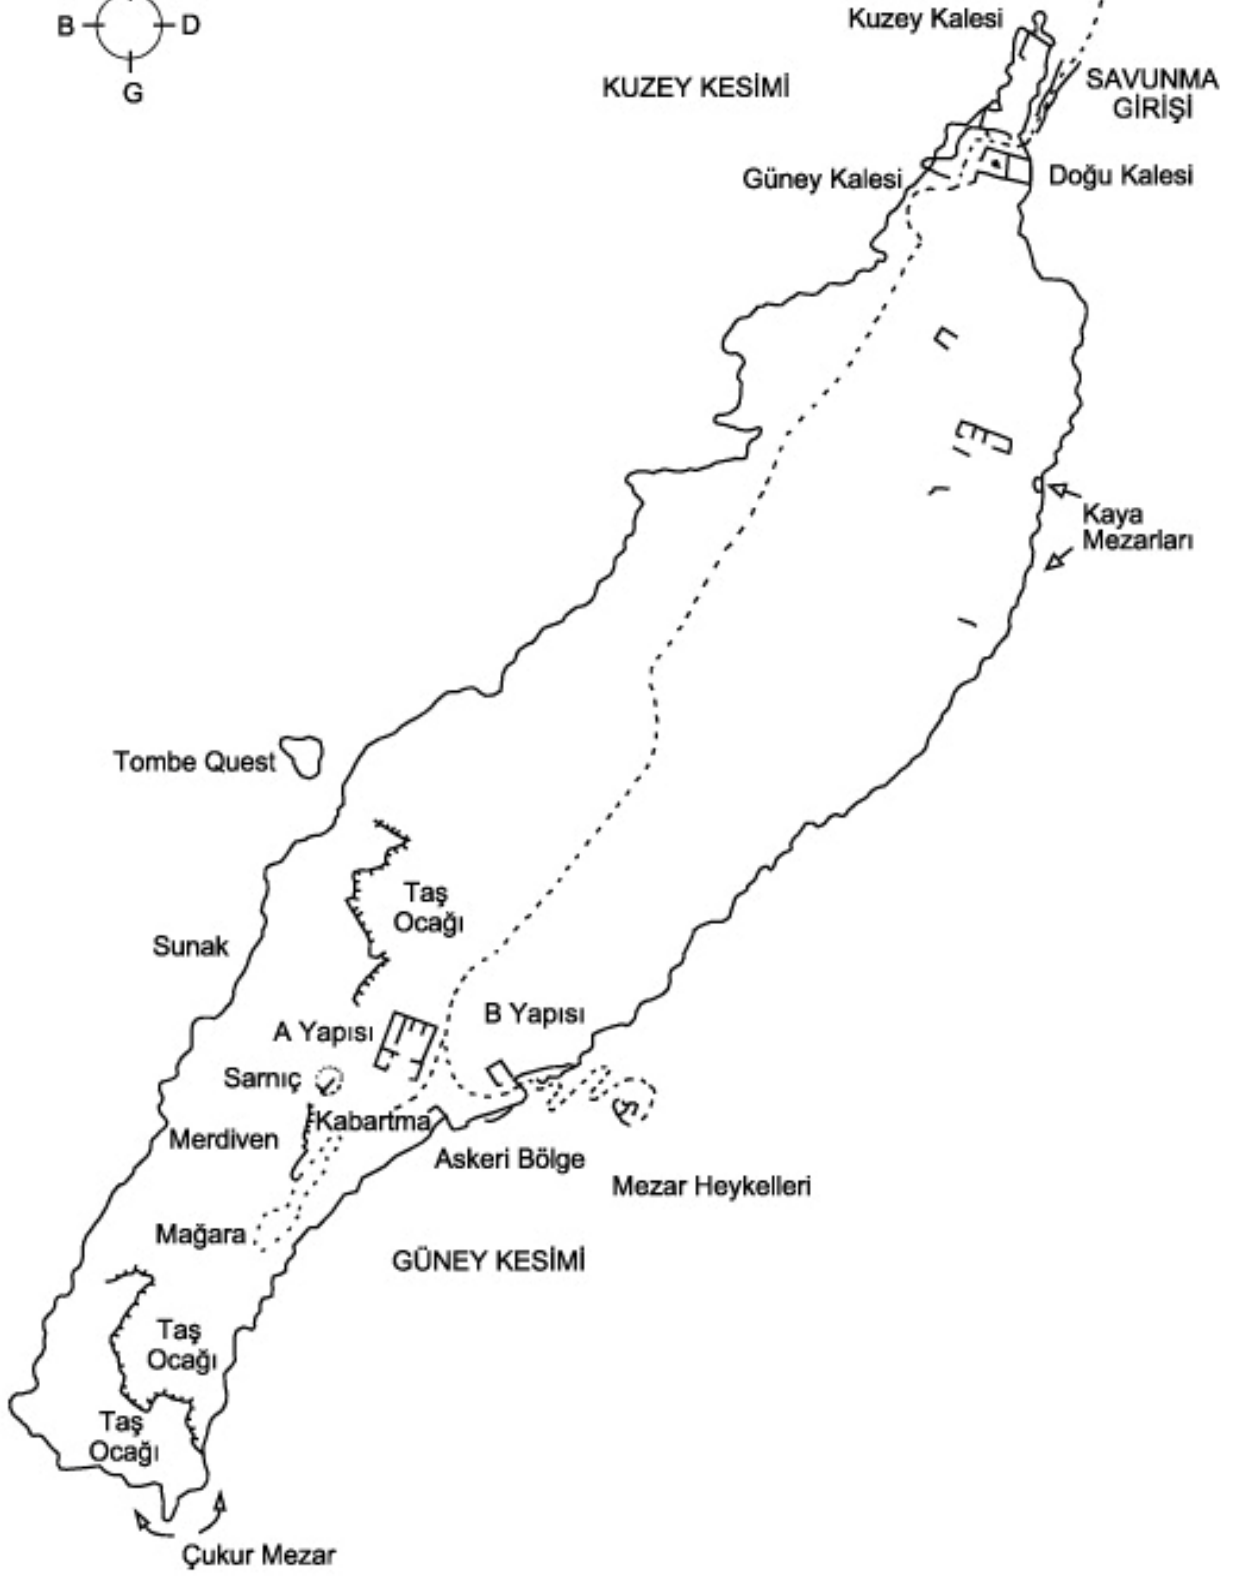 Kuzey Kalesi
B
D
G
KUZEY KESİMİ
SAVUNMA
GİRİŞİ
Güney Kalesi
Doğu Kalesi
Kaya
Mezarları
Tombe Quest
Taş
Ocağı
Sunak
B Yapısı
A Yapısı
Sarnıç
Kabartma
Merdiven
Askeri Bölge
Mezar Heykelleri
Mağara
GÜNEY KESİMİ
Taş
Ocağı
Taş
Ocağı
Çukur Mezar